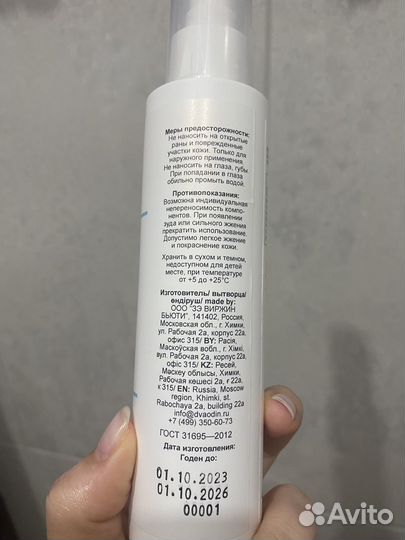 Меры предосторожности:
Не наносить на открытые
раны и поврежденные
участки кожи. Только для
наружного применения.
Не наносить на глаза, губы.
При попадании в глаза
обильно промыть водой.
Противопоказания:
Возможна индивидуальная
непереносимость компо-
нентов. При появлении
зуда или сильного жжения
прекратить использование.
Допустимо легкое жжение
и покраснение кожи.
Хранить в сухом и темном,
недоступном для детей
месте, при температуре
от +5 до +25°С
Изготовитель/ вытворца/
өндіруш/ made by:
ООО "ЗЭ ВИРЖИН
БЬЮТИ", 141402, Россия,
Московская обл., г. Химки,
ул. Рабочая 2а, корпус 22а,
офис 315/ BY: Расія,
Маскоўская вобл., г. Хімкі,
вул. Рабочая 2а, корпус 22а,
офіс 315/ KZ: Ресей,
Мәскеу облысы, Химки,
Рабочая кешесі 2а, г 22а,
к 315/ EN: Russia, Moscow
region, Khimki, st.
Rabochaya 2a, building 22a
info@dvaodin.ru
+7 (499) 350-60-73
ГОСТ 31695—2012
Дата изготовления:
Годен до:
01.10.2023
01.10.2026
00001
Avito